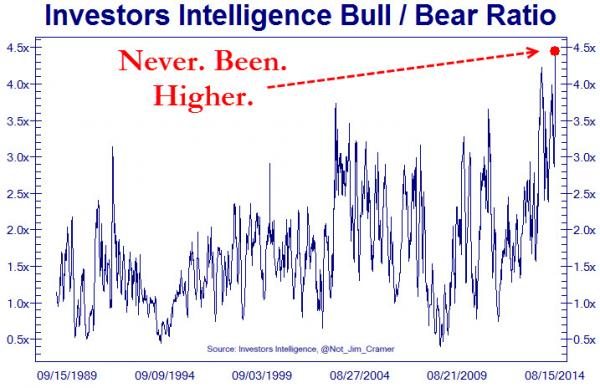 Investors Intelligence Bull / Bear Ratio
4.5x 4.5x
Never. Been.
Higher.
4.0x 4.0x
3.5x 3.5x
3.0x 3.0x
2.5x 2.5x
2.0x 2.0x
1.5x 1.5x
1.0x 1.0x
0.5x 0.5x
Source: Investors Intelligence, @Not_Jim_Cramer
09/15/1989 09/09/1994 09/03/1999 08/27/2004 08/21/2009 08/15/2014